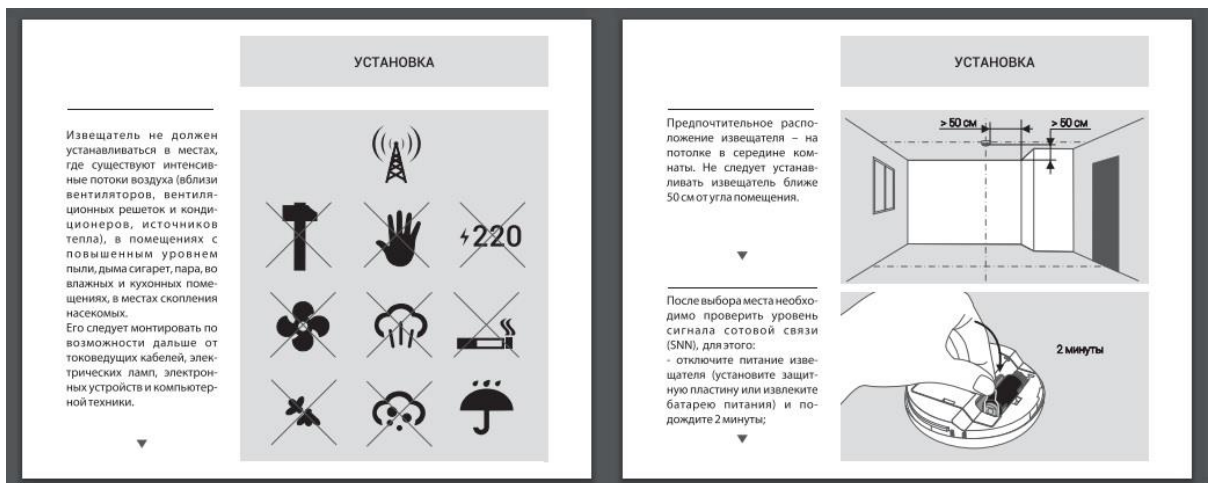 УСТАНОВКА
Извещатель не должен
устанавливаться в местах,
где существуют интенсив-
ные потоки воздуха (вблизи
вентиляторов, вентиля-
ционных решеток и конди-
ционеров, источников
тепла), в помещениях с
повышенным уровнем
пыли, дыма сигарет, пара, во
влажных и кухонных поме-
щениях, в местах скопления
насекомых.
Его следует монтировать по
возможности дальше от
токоведущих кабелей, элек-
трических ламп, электрон-
ных устройств и компьютер-
ной техники.
220
УСТАНОВКА
Предпочтительное распо-
ложение извещателя – на
потолке в середине ком-
наты. Не следует устанав-
ливать извещатель ближе
50 см от угла помещения.
> 50 см
> 50 см
После выбора места необхо-
димо проверить уровень
сигнала сотовой связи
(SNN), для этого:
- отключите питание изве-
щателя (установите защит-
ную пластину или извлеките
батарею питания) и по-
дождите 2 минуты;
2 минуты